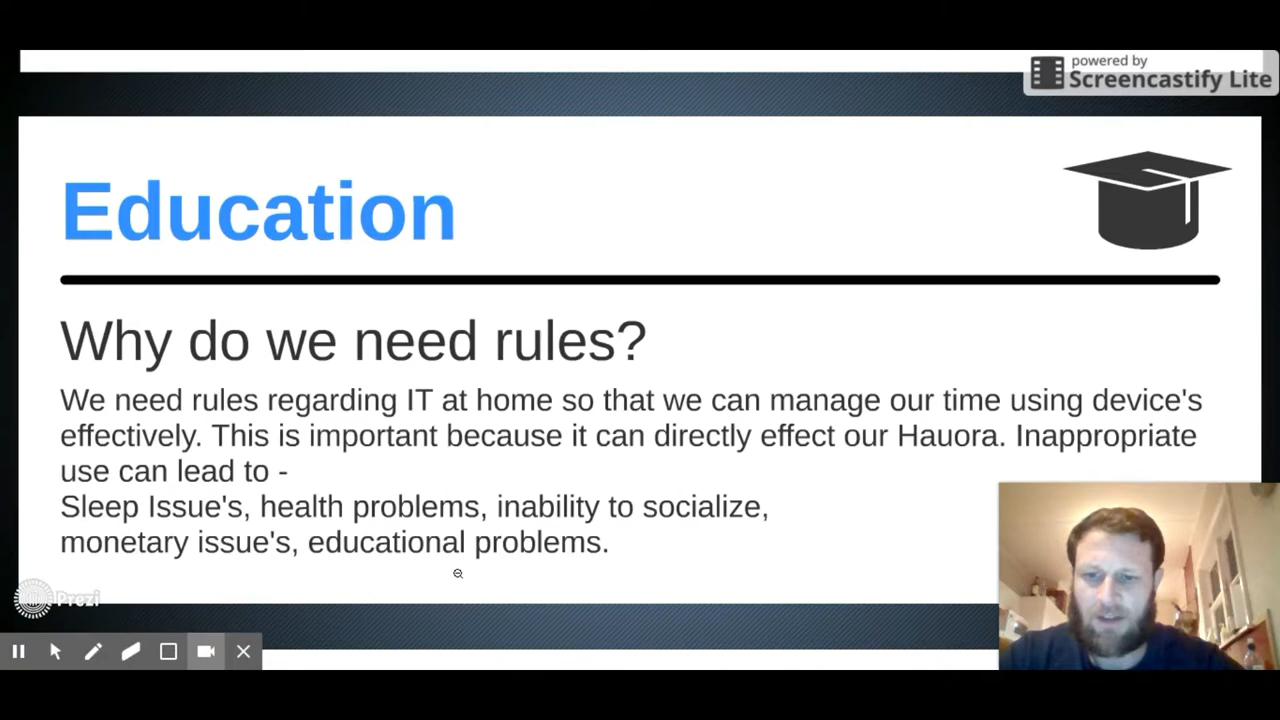 powered by
Screencastify Lite
Education
Why do we need rules?
We need rules regarding IT at home so that we can manage our time using device's
effectively. This is important because it can directly effect our Hauora. Inappropriate
use can lead to -
Sleep Issue's, health problems, inability to socialize,
monetary issue's, educational problems.
Prezi